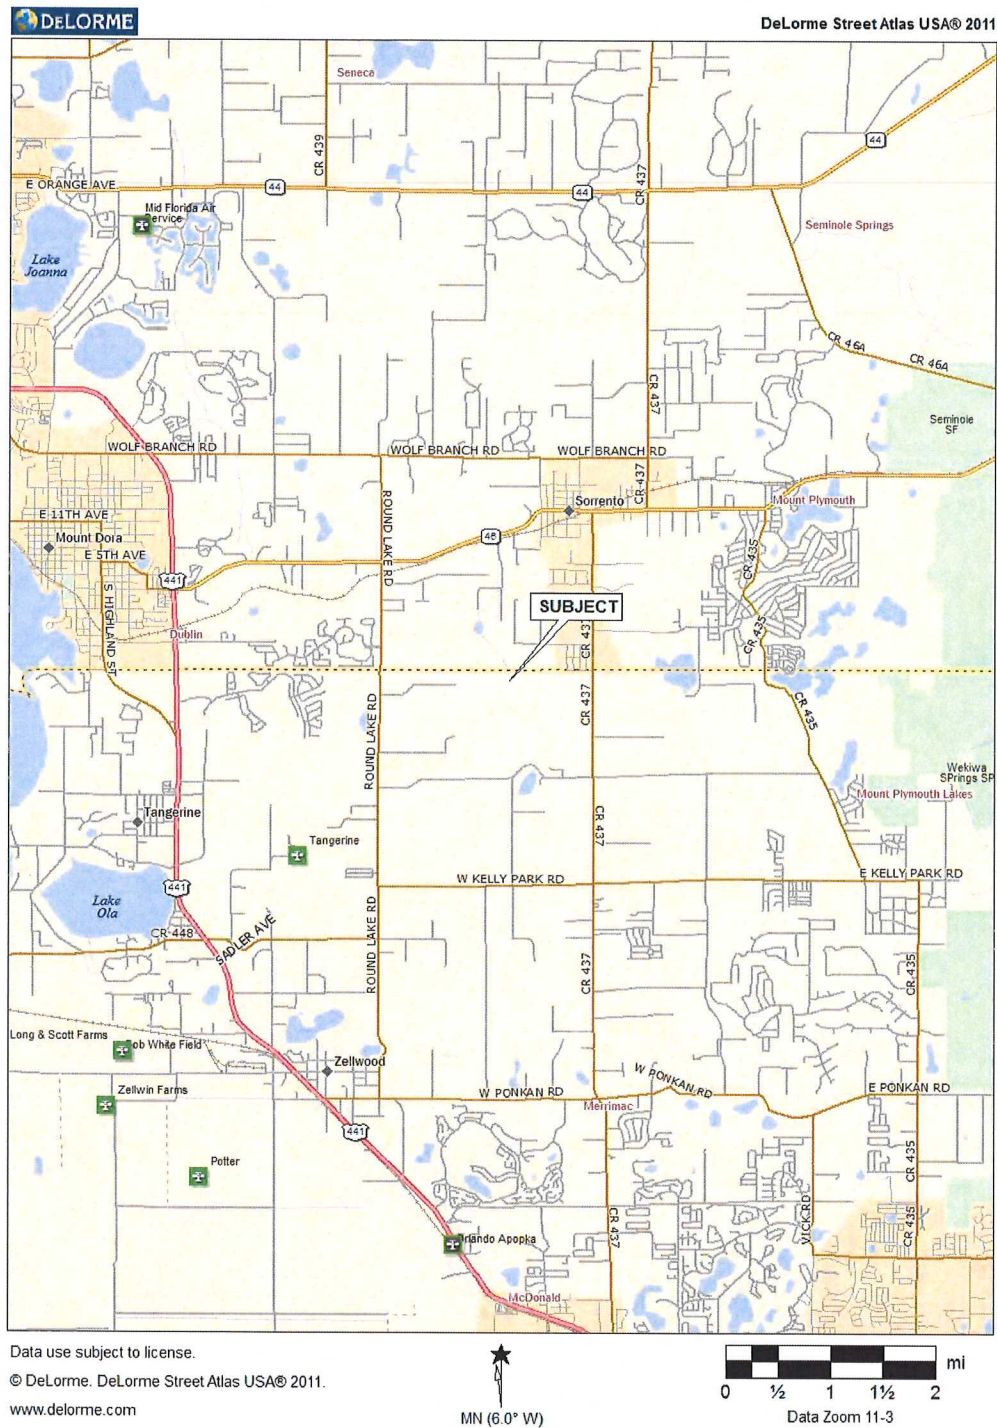 DELORME
DeLorme Street Atlas USA® 2011
Seneca
CR 439
CR 437
44
E ORANGE AVE
44
44
Mid Florida Air
Service
Seminole Springs
Lake
Joanna
CR 46A
CR 46A
CR 437
Seminole
SF
WOLF BRANCH RD
WOLF BRANCH RD
WOLF BRANCH RD
CR 437
Sorrento
Mount Plymouth
ROUND LAKE RD
E 11TH AVE
Mount Dora
E 5TH AVE
46
CR 435
441
S HIGHLAND ST
SUBJECT
Dublin
CR 437
CR 435
ROUND LAKE RD
CR 437
CR 435
Wekiwa
SPrings SP
Mount Plymouth Lakes
Tangerine
Tangerine
CR 437
W KELLY PARK RD
E KELLY PARK RD
441
Lake
Ola
ROUND LAKE RD
CR 448
SADLER AVE
CR 437
CR 435
Long & Scott Farms
Bob White Field
Zellwood
Zellwin Farms
W PONKAN RD
W PONKAN RD
E PONKAN RD
Merrimac
441
Potter
CR 435
VICK RD
CR 437
CR 435
Orlando Apopka
McDonald
Data use subject to license.
© DeLorme. DeLorme Street Atlas USA® 2011.
www.delorme.com
MN (6.0° W)
0 ½ 1 1½ 2
mi
Data Zoom 11-3